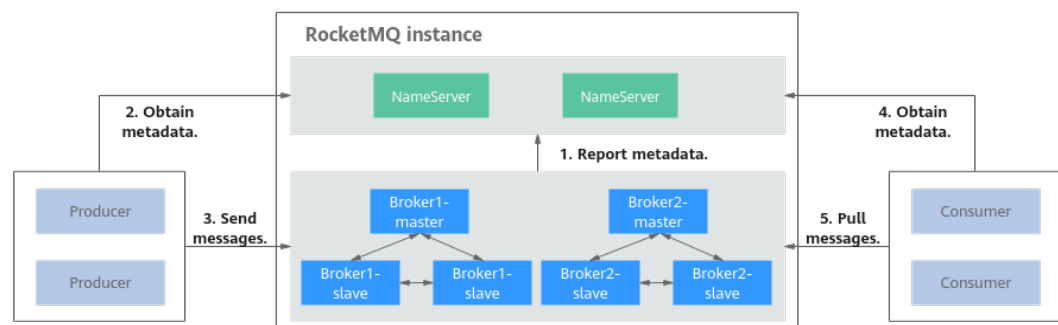 RocketMQ instance
NameServer
NameServer
2. Obtain
metadata.
4. Obtain
metadata.
1. Report metadata.
Producer
Producer
3. Send
messages.
Broker1-
master
Broker1-
slave
Broker1-
slave
Broker2-
master
Broker2-
slave
Broker2-
slave
5. Pull
messages.
Consumer
Consumer